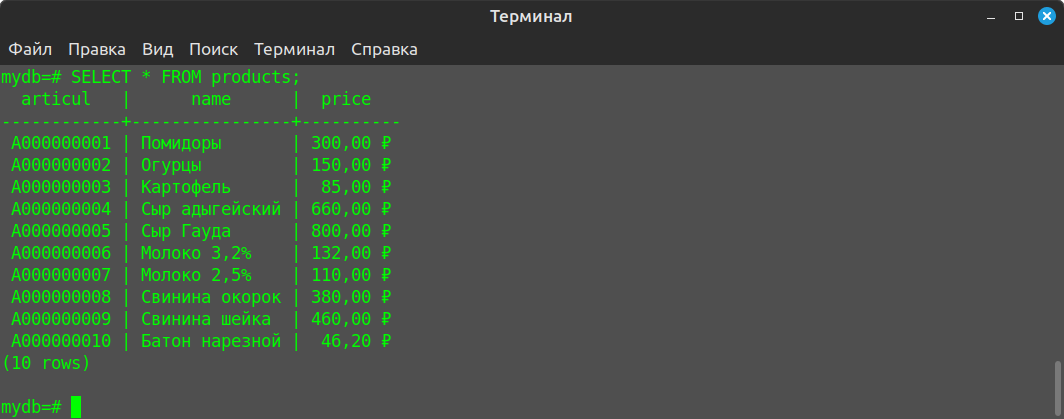 Терминал
Файл Правка Вид Поиск Терминал Справка
mydb=# SELECT * FROM products;
  articul   |      name      |  price
------------+----------------+----------
 A000000001 | Помидоры       | 300,00 ₽
 A000000002 | Огурцы         | 150,00 ₽
 A000000003 | Картофель      |  85,00 ₽
 A000000004 | Сыр адыгейский | 660,00 ₽
 A000000005 | Сыр Гауда      | 800,00 ₽
 A000000006 | Молоко 3,2%    | 132,00 ₽
 A000000007 | Молоко 2,5%    | 110,00 ₽
 A000000008 | Свинина окорок | 380,00 ₽
 A000000009 | Свинина шейка  | 460,00 ₽
 A000000010 | Батон нарезной |  46,20 ₽
(10 rows)
mydb=#